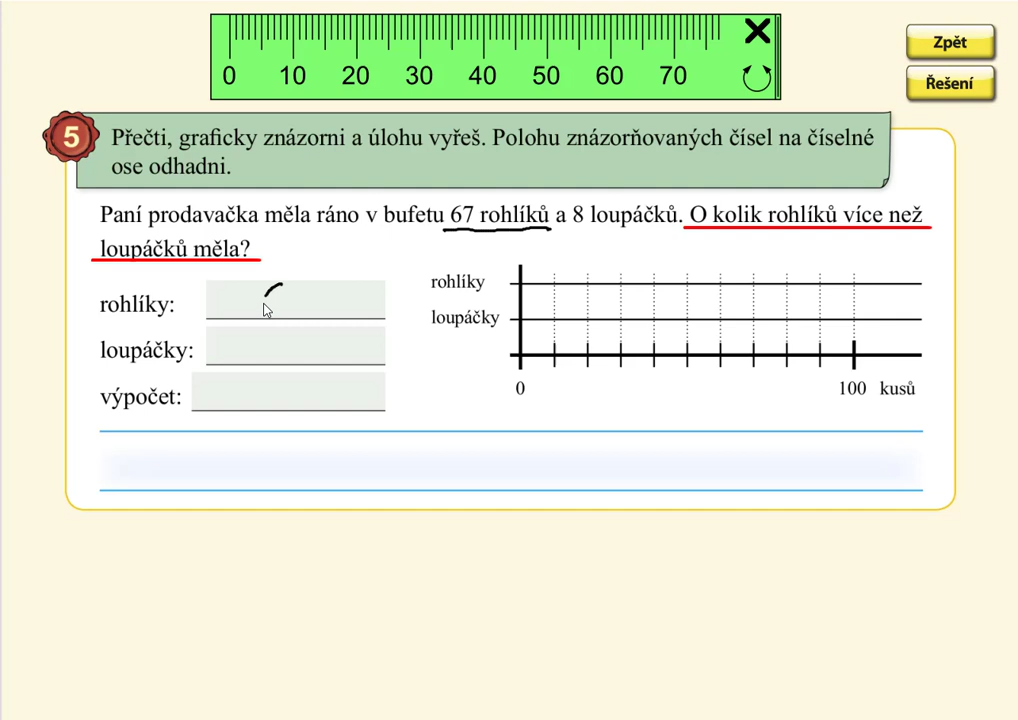 0 10 20 30 40 50 60 70
Zpět
Řešení
5 Přečti, graficky znázorni a úlohu vyřeš. Polohu znázorňovaných čísel na číselné
ose odhadni.
Paní prodavačka měla ráno v bufetu 67 rohlíků a 8 loupáčků. O kolik rohlíků více než
loupáčků měla?
rohlíky:
loupáčky:
výpočet:
rohlíky
loupáčky
0 100 kusů